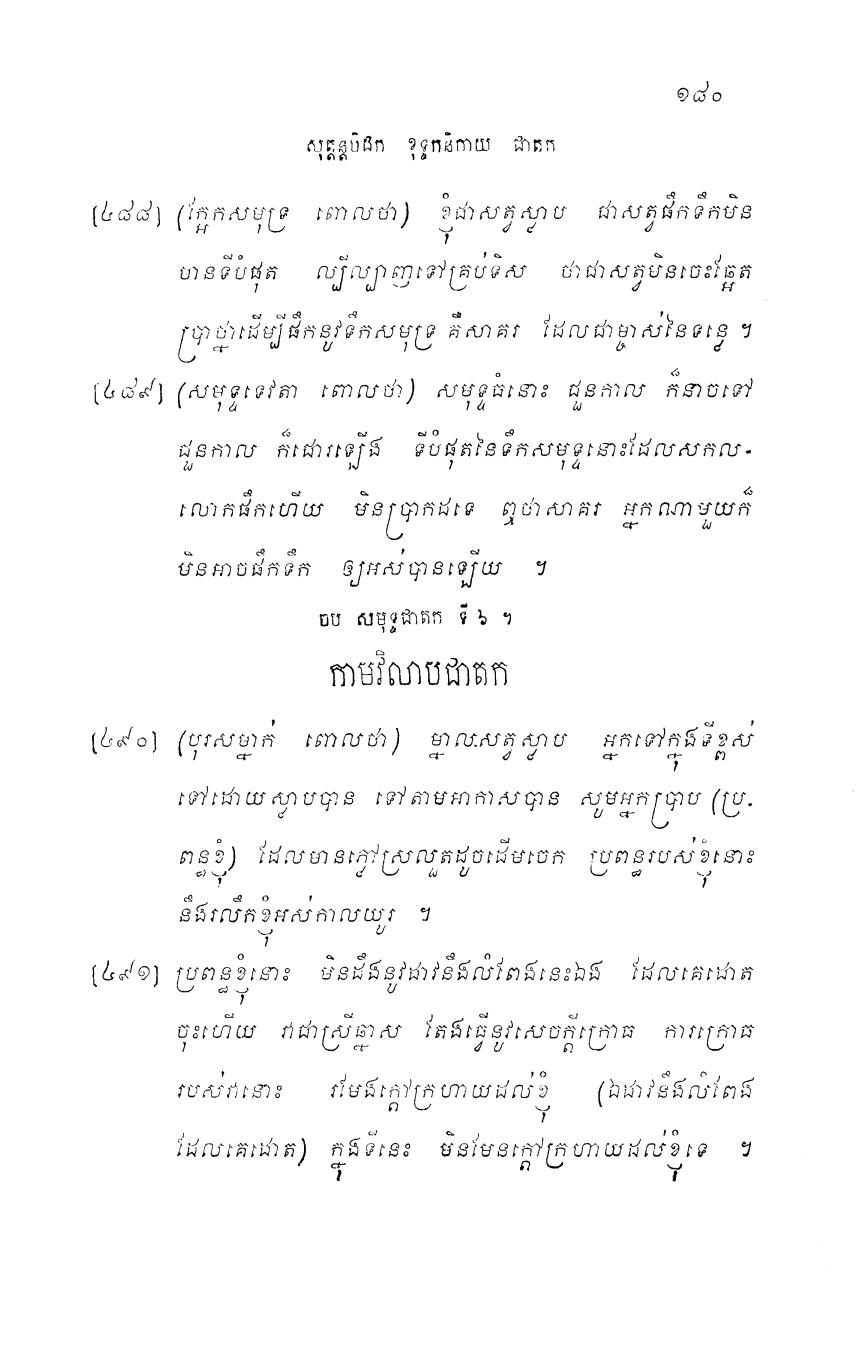 ១៨០
សុត្តន្តបិដក ខុទ្ទកនិកាយ ជាតក
[៤៨៨] (ក្អែកសមុទ្រ ពោលថា) ខ្ញុំជាសត្វស្លាប ជាសត្វផឹកទឹកមិន
មានទីបំផុត ល្បីល្បាញទៅគ្រប់ទិស ថាជាសត្វមិនចេះឆ្អែត
ប្រាថ្នាដើម្បីផឹកនូវទឹកសមុទ្រ គឺសាគរ ដែលជាម្ចាស់នៃទន្លេ ។
[៤៨៩] (សមុទ្ទទេវតា ពោលថា) សមុទ្ទធំនោះ ជួនកាល ក៏នាចទៅ
ជួនកាល ក៏ជោរឡើង ទីបំផុតនៃទឹកសមុទ្ទនោះដែលសកល-
លោកផឹកហើយ មិនប្រាកដទេ ឮថាសាគរ អ្នកណាមួយក៏
មិនអាចផឹកទឹក ឲ្យអស់បានឡើយ ។
ចប សមុទ្ទជាតក ទី ៦ ។
កាមវិលាបជាតក
[៤៩០] (បុរសម្នាក់ ពោលថា) ម្នាលសត្វស្លាប អ្នកទៅក្នុងទីខ្ពស់
ទៅដោយស្លាបបាន ទៅតាមអាកាសបាន សូមអ្នកប្រាប (ប្រ-
ពន្ធខ្ញុំ) ដែលមានភ្លៅស្រលូតដូចដើមចេក ប្រពន្ធរបស់ខ្ញុំនោះ
នឹងរលឹកខ្ញុំអស់កាលយូរ ។
[៤៩១] ប្រពន្ធខ្ញុំនោះ មិនដឹងនូវដាវនឹងលំពែងនេះឯង ដែលគេដោត
ចុះហើយ វាជាស្រីឆ្នាស តែងធ្វើនូវសេចក្តីក្រោធ ការក្រោធ
របស់វានោះ រមែងក្តៅក្រហាយដល់ខ្ញុំ (ឯដាវនឹងលំពែង
ដែលគេដោត) ក្នុងទីនេះ មិនមែនក្តៅក្រហាយដល់ខ្ញុំទេ ។